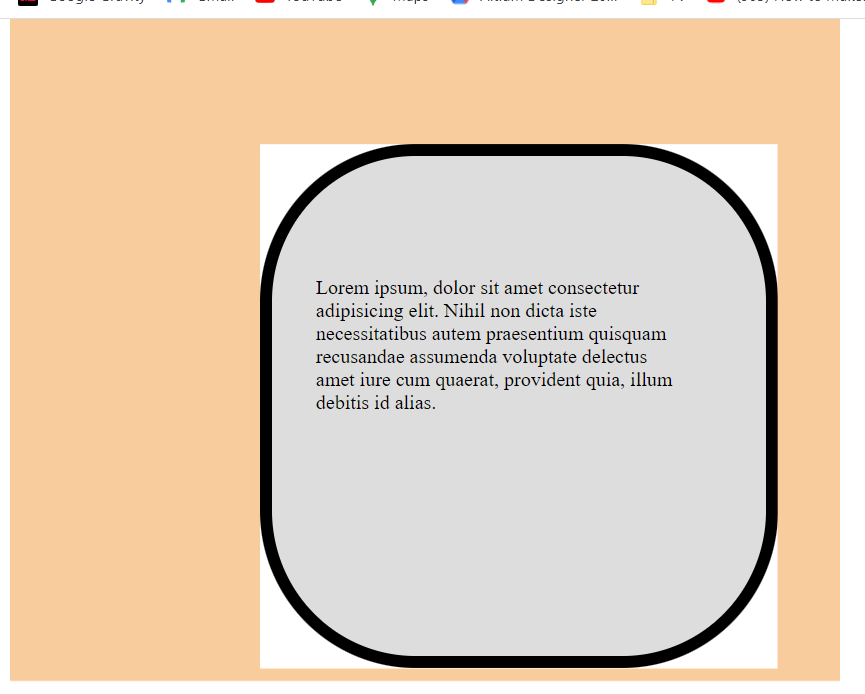 Lorem ipsum, dolor sit amet consectetur
adipisicing elit. Nihil non dicta iste
necessitatibus autem praesentium quisquam
recusandae assumenda voluptate delectus
amet iure cum quaerat, provident quia, illum
debitis id alias.